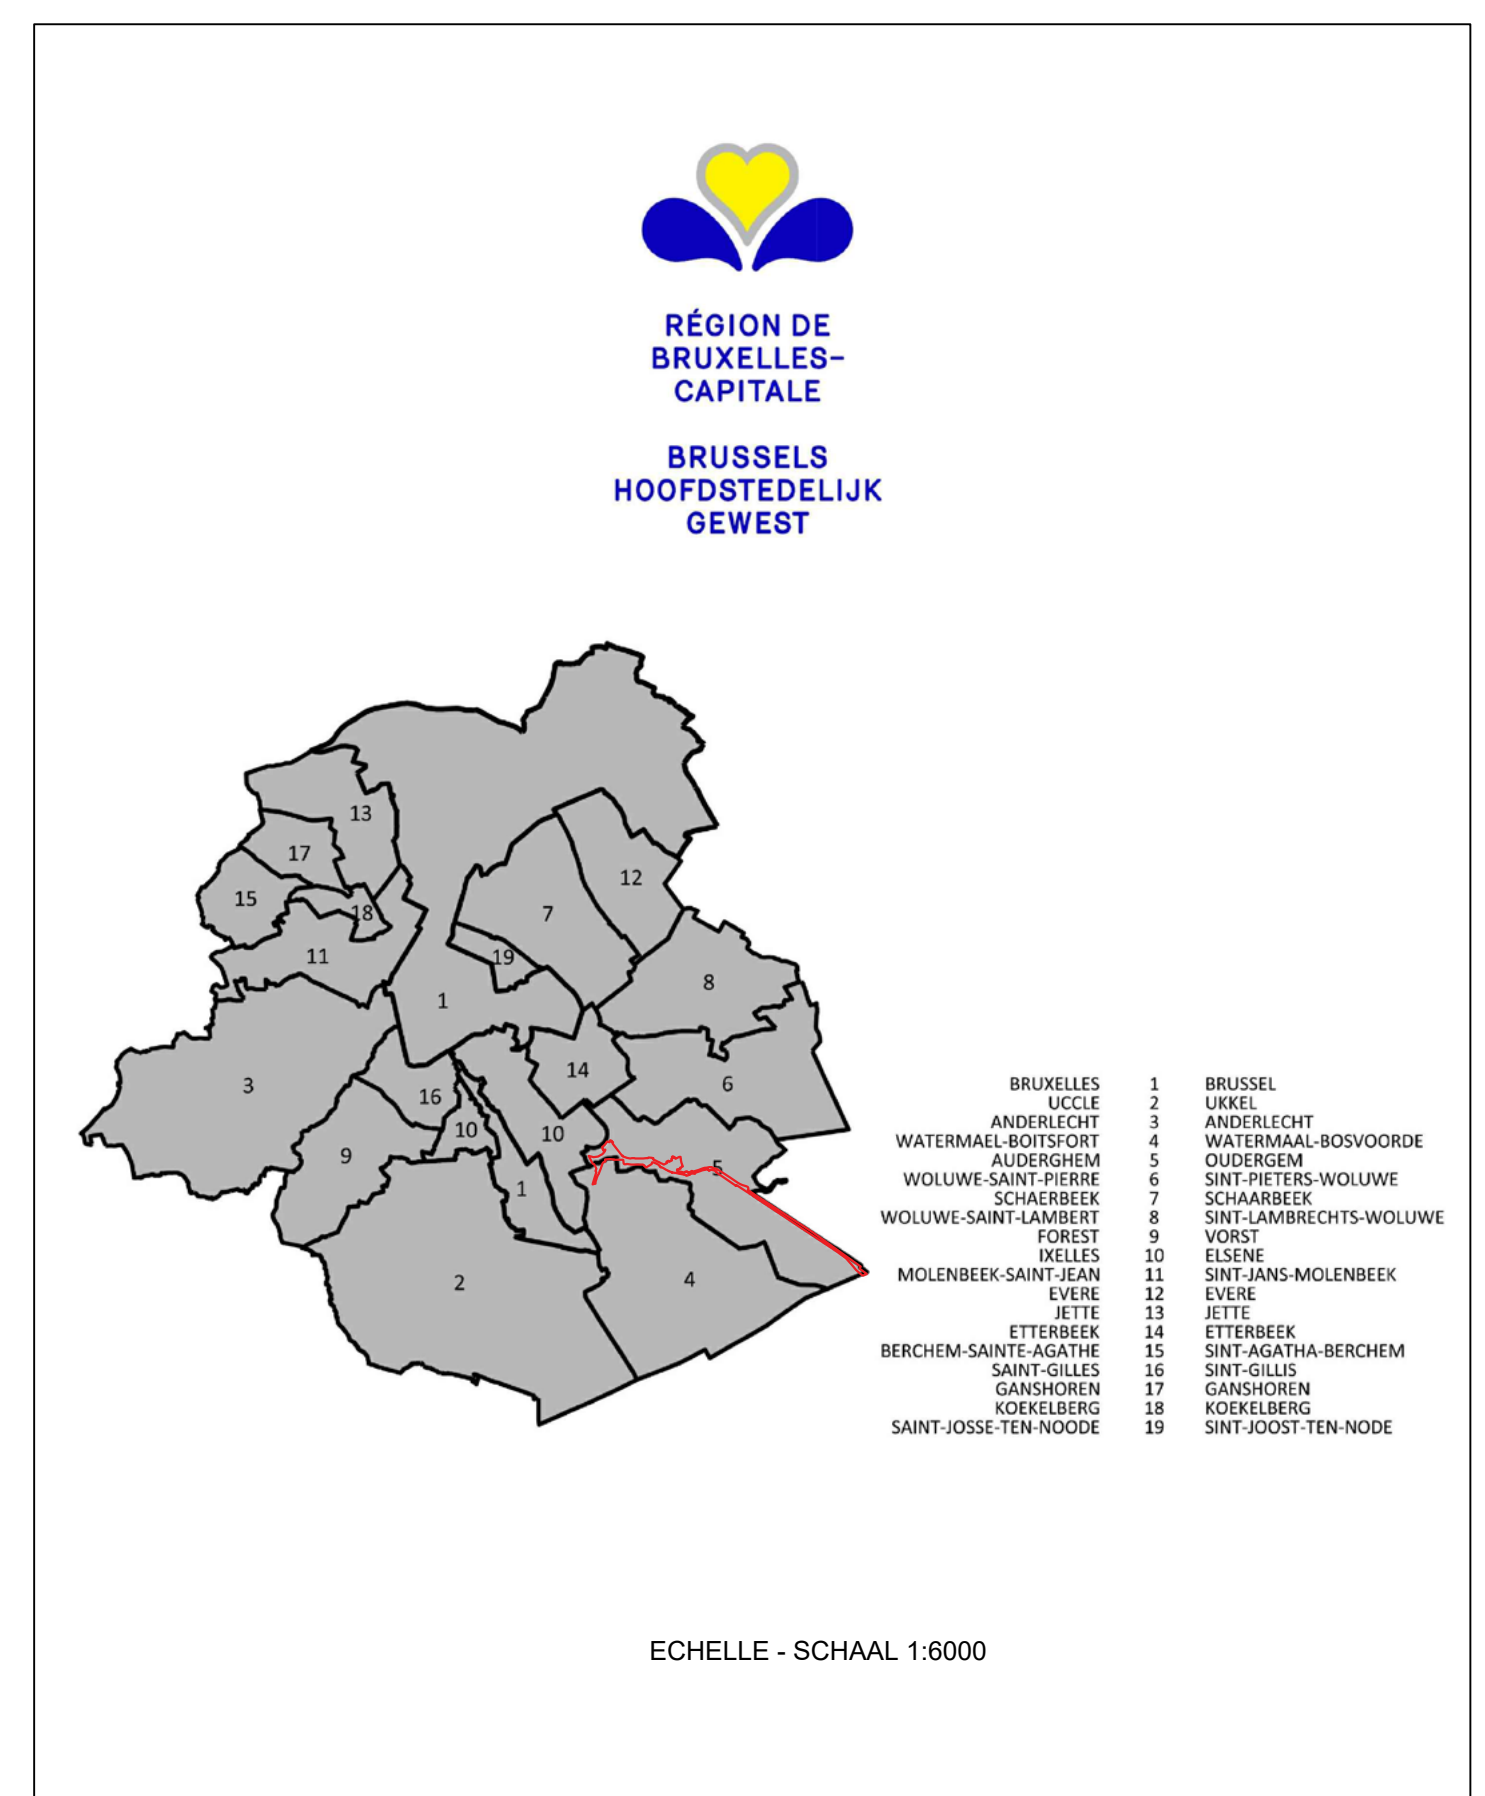 RÉGION DE
BRUXELLES-
CAPITALE
BRUSSELS
HOOFDSTEDELIJK
GEWEST
13
17
12
15
7
18
11
19
8
1
14
3
6
16
10
10
9
5
1
2
4
BRUXELLES 1 BRUSSEL
UCCLE 2 UKKEL
ANDERLECHT 3 ANDERLECHT
WATERMAEL-BOITSFORT 4 WATERMAAL-BOSVOORDE
AUDERGHEM 5 OUDERGEM
WOLUWE-SAINT-PIERRE 6 SINT-PIETERS-WOLUWE
SCHAERBEEK 7 SCHAARBEEK
WOLUWE-SAINT-LAMBERT 8 SINT-LAMBRECHTS-WOLUWE
FOREST 9 VORST
IXELLES 10 ELSENE
MOLENBEEK-SAINT-JEAN 11 SINT-JANS-MOLENBEEK
EVERE 12 EVERE
JETTE 13 JETTE
ETTERBEEK 14 ETTERBEEK
BERCHEM-SAINTE-AGATHE 15 SINT-AGATHA-BERCHEM
SAINT-GILLES 16 SINT-GILLIS
GANSHOREN 17 GANSHOREN
KOEKELBERG 18 KOEKELBERG
SAINT-JOSSE-TEN-NOODE 19 SINT-JOOST-TEN-NODE
ECHELLE - SCHAAL 1:6000